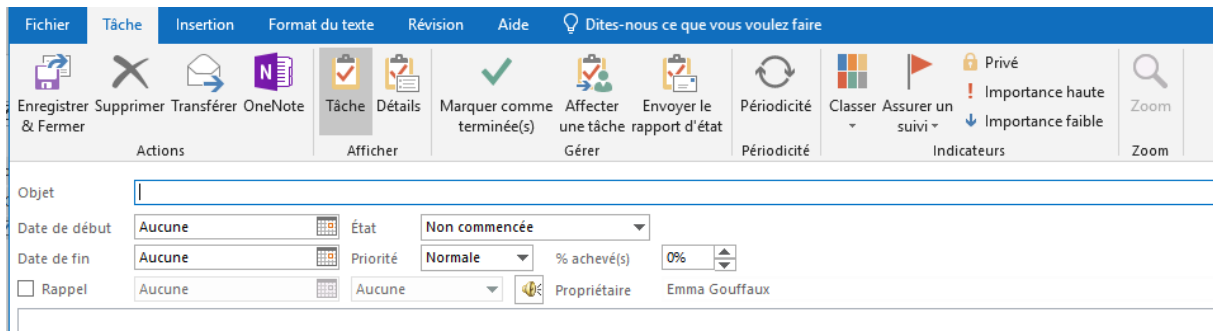 Fichier Tâche Insertion Format du texte Révision Aide Dites-nous ce que vous voulez faire
Enregistrer & Fermer Supprimer Transférer OneNote Tâche Détails Marquer comme terminée(s) Affecter une tâche Envoyer le rapport d'état Périodicité Classer Assurer un suivi Privé
Importance haute
Importance faible
Zoom
Actions Afficher Gérer Périodicité Indicateurs Zoom
Objet
Date de début Aucune État Non commencée
Date de fin Aucune Priorité Normale % achevé(s) 0%
Rappel Aucune Aucune Propriétaire Emma Gouffaux